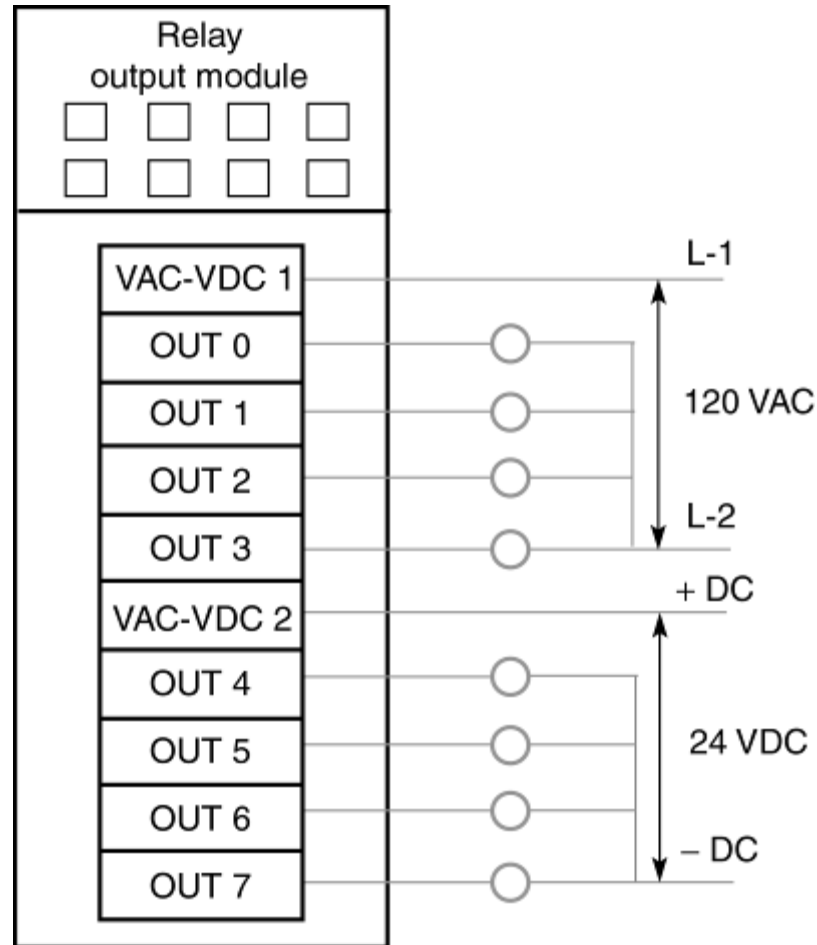 Relay
output module
VAC-VDC 1
OUT 0
OUT 1
OUT 2
OUT 3
VAC-VDC 2
OUT 4
OUT 5
OUT 6
OUT 7
L-1
120 VAC
L-2
+ DC
24 VDC
– DC